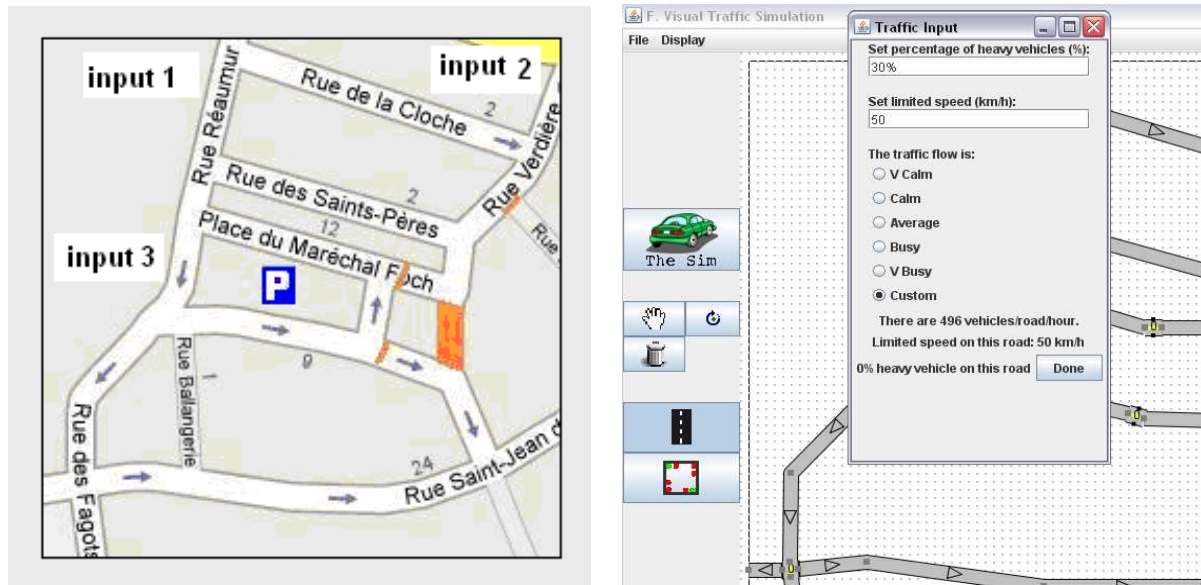 input 1
input 2
Rue Réaumur
Rue de la Cloche
2
Rue Verdière
Rue des Saints-Pères
2
Rue
Place du Maréchal Foch
12
input 3
P
9
Rue Ballangerie
1
Rue des Fagots
24
Rue Saint-Jean d
F. Visual Traffic Simulation
File Display
The Sim
Traffic Input
Set percentage of heavy vehicles (%):
30%
Set limited speed (km/h):
50
The traffic flow is:
V Calm
Calm
Average
Busy
V Busy
Custom
There are 496 vehicles/road/hour.
Limited speed on this road: 50 km/h
0% heavy vehicle on this road
Done